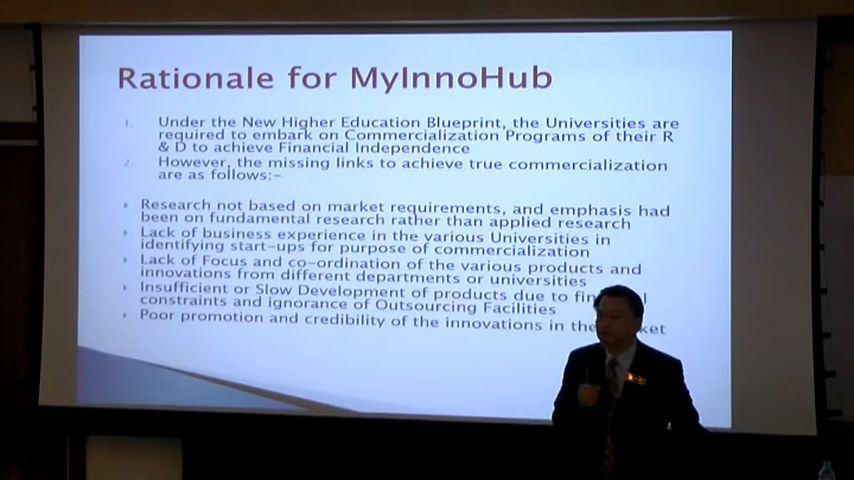 Rationale for MyInnoHub
1. Under the New Higher Education Blueprint, the Universities are
required to embark on Commercialization Programs of their R
& D to achieve Financial Independence
2. However, the missing links to achieve true commercialization
are as follows:-
Research not based on market requirements, and emphasis had
been on fundamental research rather than applied research
Lack of business experience in the various Universities in
identifying start-ups for purpose of commercialization
Lack of Focus and co-ordination of the various products and
innovations from different departments or universities
Insufficient or Slow Development of products due to
constraints and ignorance of Outsourcing Facilities
Poor promotion and credibility of the innovations in